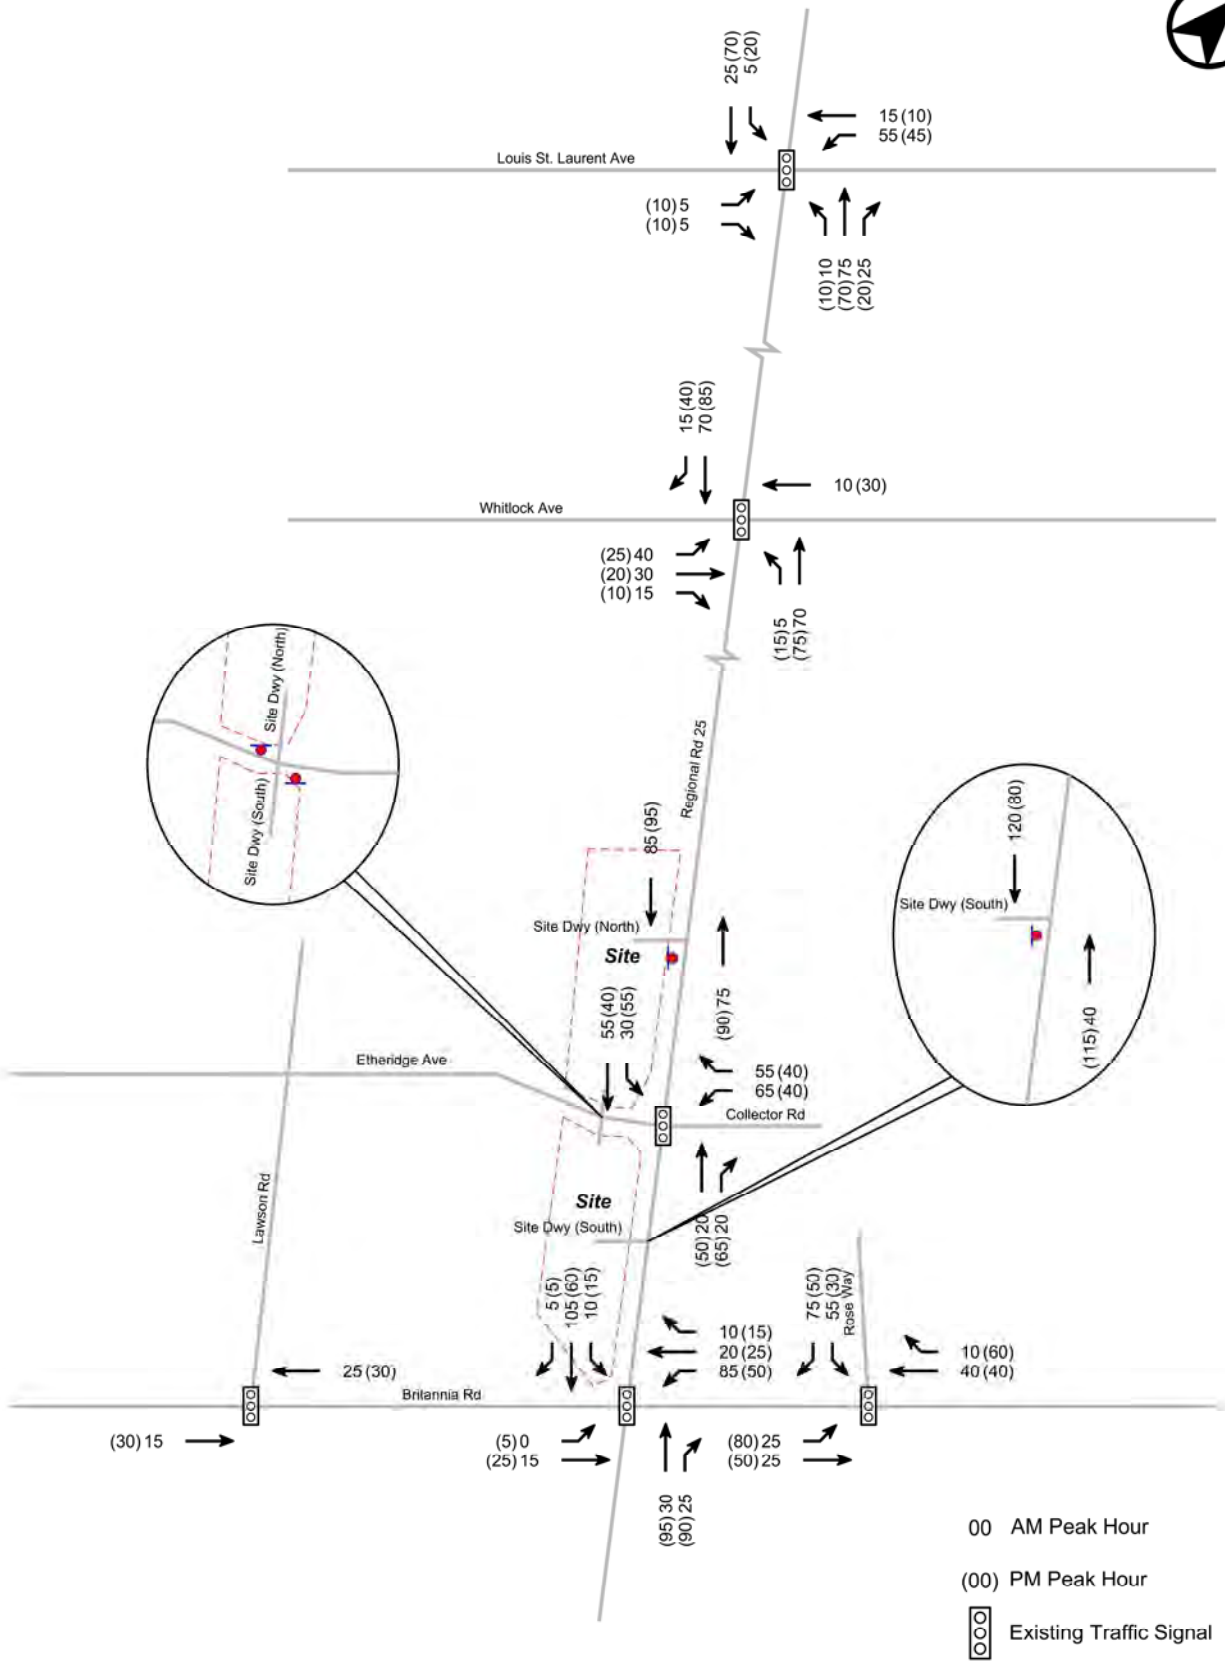 25 (70)
5 (20)
15 (10)
55 (45)
Louis St. Laurent Ave
(10) 5
(10) 5
(10) 10
(70) 75
(20) 25
15 (40)
70 (85)
10 (30)
Whitlock Ave
(25) 40
(20) 30
(10) 15
(15) 5
(75) 70
Site Dwy (North)
Site Dwy (South)
Regional Rd 25
120 (80)
Site Dwy (South)
(115) 40
85 (95)
Site Dwy (North)
Site
(90) 75
55 (40)
30 (55)
Etheridge Ave
55 (40)
65 (40)
Collector Rd
Lawson Rd
Site
Site Dwy (South)
(50) 20
(65) 20
5 (5)
105 (60)
10 (15)
75 (50)
55 (30)
Rose Way
10 (15)
20 (25)
85 (50)
10 (60)
40 (40)
25 (30)
Britannia Rd
(30) 15
(5) 0
(25) 15
(80) 25
(50) 25
(95) 30
(90) 25
00 AM Peak Hour
(00) PM Peak Hour
Existing Traffic Signal